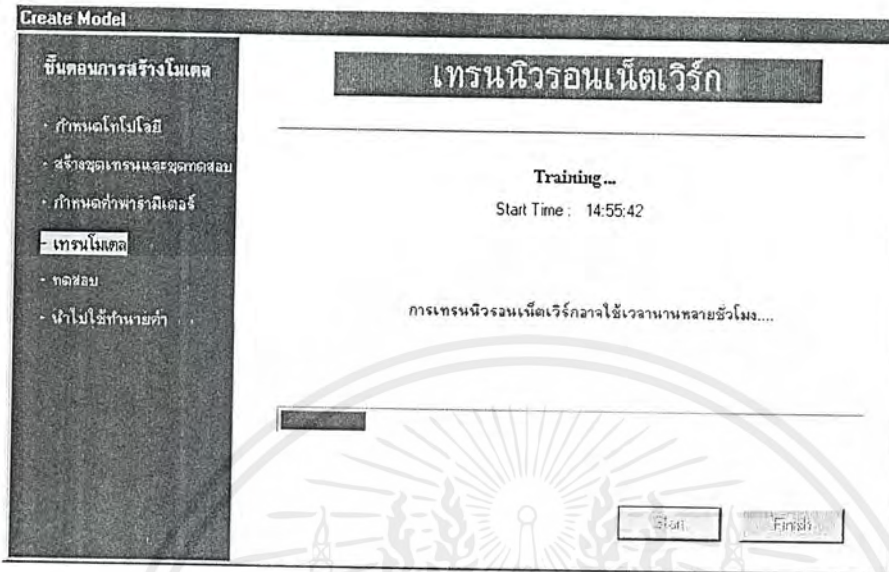 Create Model
ขั้นตอนการสร้างโมเดล
- กำหนดโทโปโลยี
- สร้างชุดเทรนและชุดทดสอบ
- กำหนดค่าพารามิเตอร์
- เทรนโมเดล
- ทดสอบ
- นำไปใช้ทำนายค่า
เทรนนิวรอนเน็ตเวิร์ก
Training...
Start Time : 14:55:42
การเทรนนิวรอนเน็ตเวิร์กอาจใช้เวลานานหลายชั่วโมง....
Start
Finish